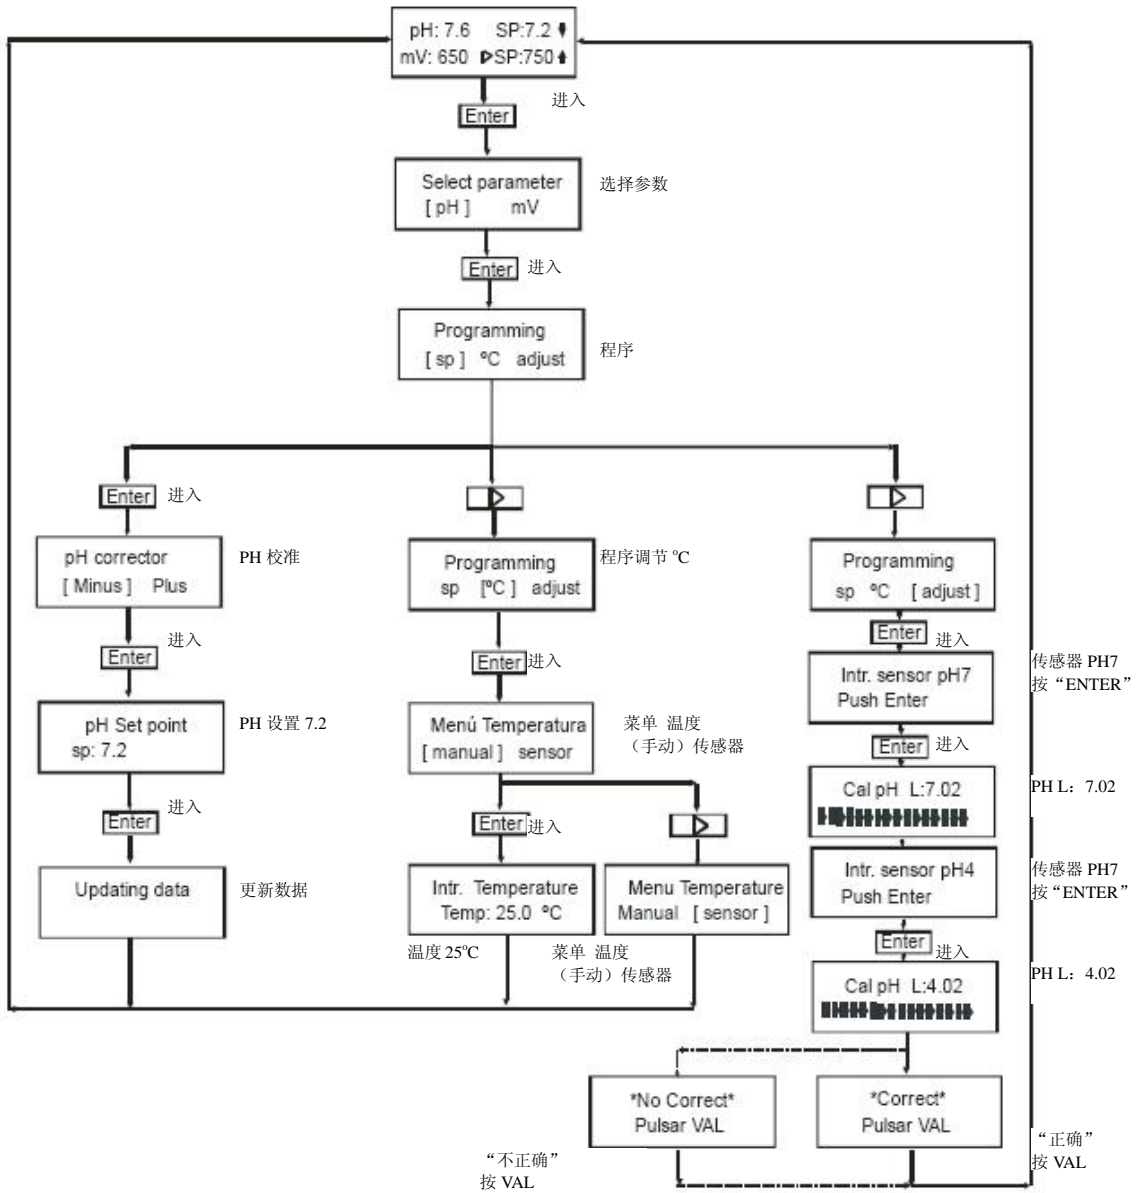 pH: 7.6 SP:7.2
mV: 650 SP:750
进入
Enter
Select parameter
[ pH ] mV
选择参数
Enter
进入
Programming
[ sp ] ºC adjust
程序
Enter
进入
pH corrector
[ Minus ] Plus
PH 校准
进入
Enter
pH Set point
sp: 7.2
PH 设置 7.2
进入
Enter
Updating data
更新数据
Programming
sp [ºC ] adjust
程序调节 ℃
Enter
进入
Menú Temperatura
[ manual ] sensor
菜单 温度
（手动）传感器
Enter
进入
Intr. Temperature
Temp: 25.0 ºC
温度 25℃
Menu Temperature
Manual [ sensor ]
菜单 温度
（手动）传感器
Programming
sp ºC [ adjust ]
Enter
进入
Intr. sensor pH7
Push Enter
传感器 PH7
按“ENTER”
Enter
进入
Cal pH L:7.02
PH L：7.02
Intr. sensor pH4
Push Enter
传感器 PH7
按“ENTER”
Enter
进入
Cal pH L:4.02
PH L：4.02
*No Correct*
Pulsar VAL
“不正确”
按 VAL
*Correct*
Pulsar VAL
“正确”
按 VAL